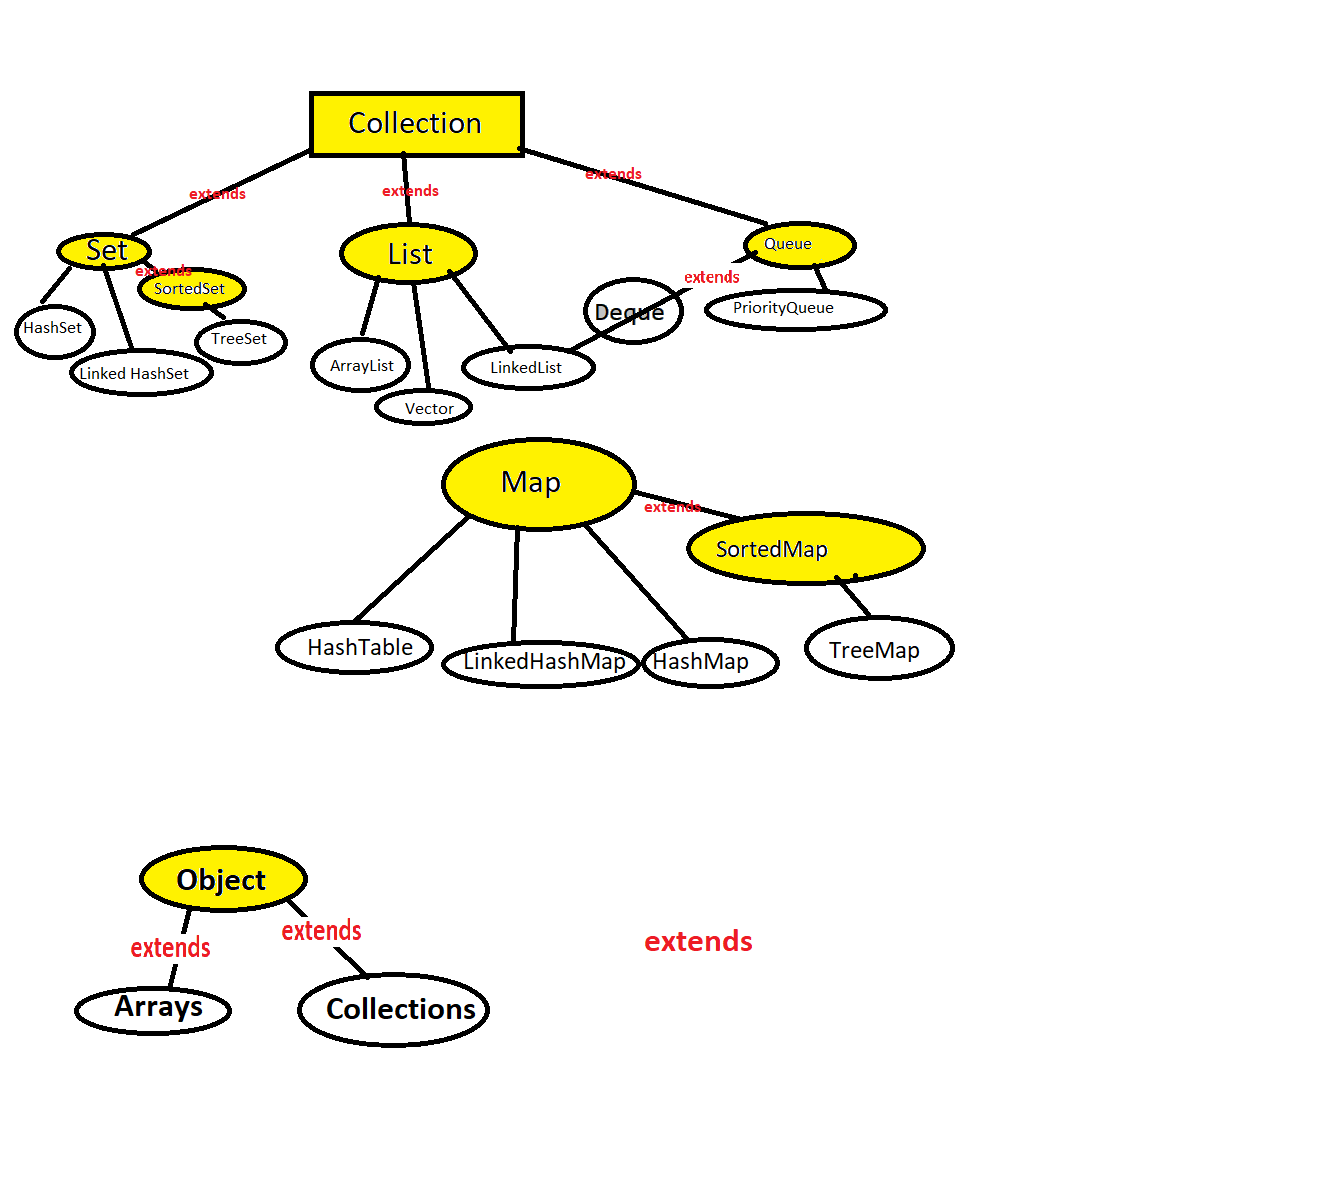 Collection
extends
extends
extends
Set
List
Queue
extends
SortedSet
extends
HashSet
TreeSet
Linked HashSet
ArrayList
Vector
LinkedList
Deque
PriorityQueue
Map
extends
SortedMap
HashTable
LinkedHashMap
HashMap
TreeMap
Object
extends
extends
Arrays
Collections
extends